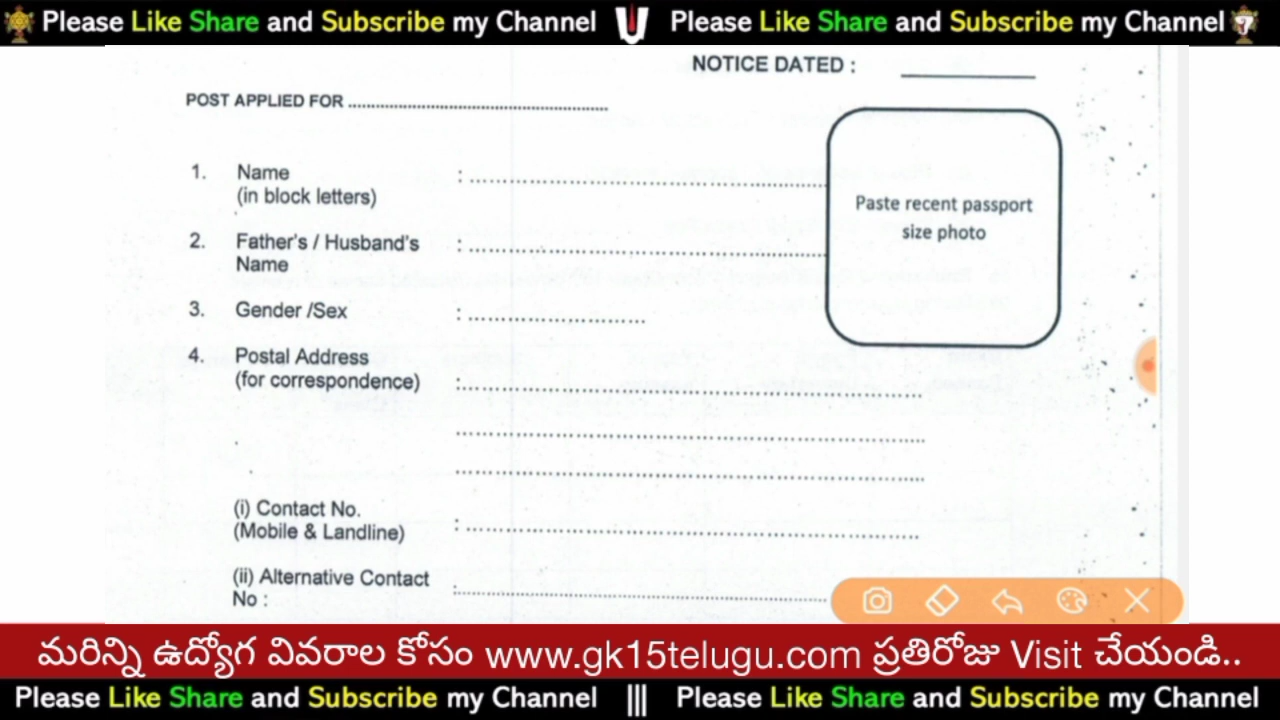 Please Like Share and Subscribe my Channel Please Like Share and Subscribe my Channel
NOTICE DATED :
POST APPLIED FOR
1. Name
(in block letters) :
Paste recent passport
size photo
2. Father's / Husband's :
Name
3. Gender /Sex :
4. Postal Address
(for correspondence) :
(i) Contact No.
(Mobile & Landline) :
(ii) Alternative Contact
No :
మరిన్ని ఉద్యోగ వివరాల కోసం www.gk15telugu.com ప్రతిరోజు Visit చేయండి..
Please Like Share and Subscribe my Channel ||| Please Like Share and Subscribe my Channel